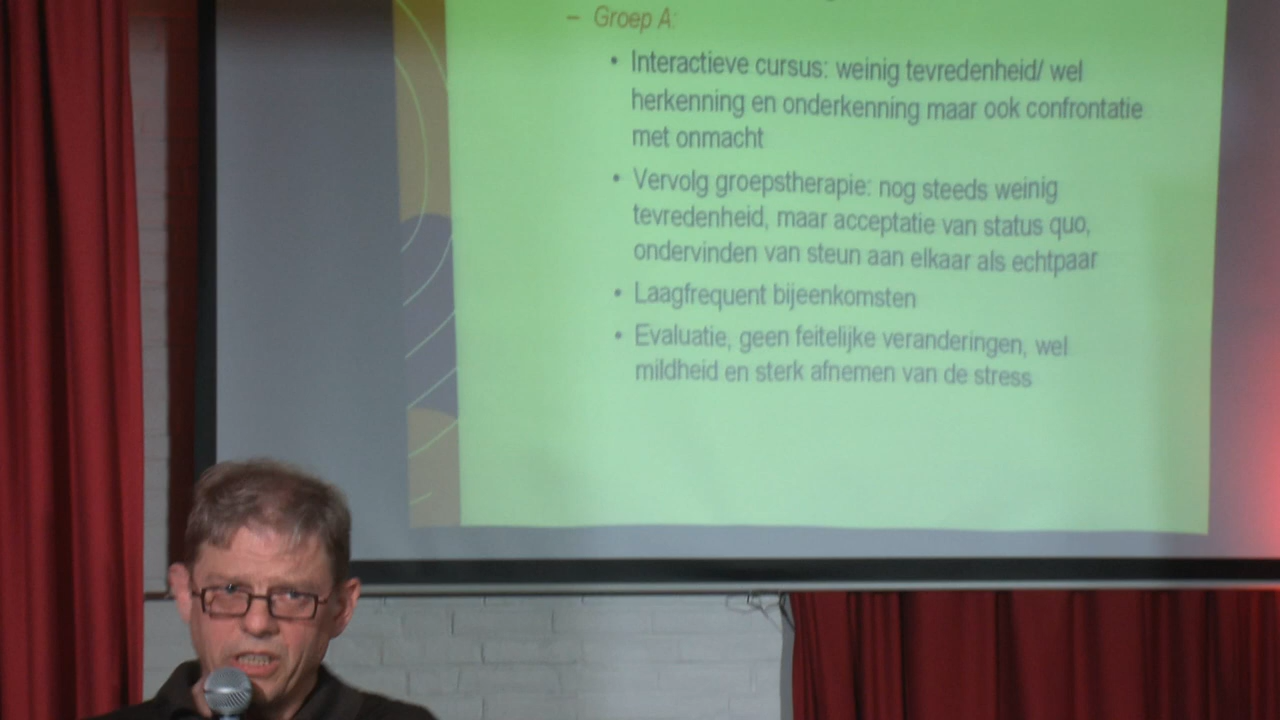 – Groep A:
• Interactieve cursus: weinig tevredenheid/ wel
herkenning en onderkenning maar ook confrontatie
met onmacht
• Vervolg groepstherapie: nog steeds weinig
tevredenheid, maar acceptatie van status quo,
ondervinden van steun aan elkaar als echtpaar
• Laagfrequent bijeenkomsten
• Evaluatie, geen feitelijke veranderingen, wel
mildheid en sterk afnemen van de stress